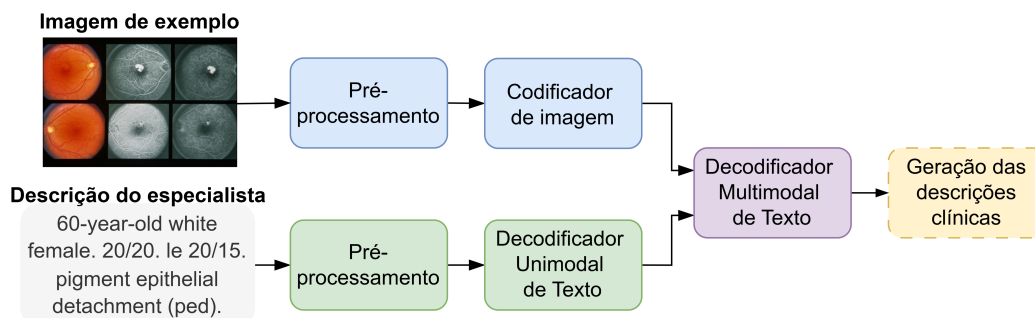 Imagem de exemplo
Pré-
processamento
Codificador
de imagem
Descrição do especialista
60-year-old white
female. 20/20. le 20/15.
pigment epithelial
detachment (ped).
Pré-
processamento
Decodificador
Unimodal
de Texto
Decodificador
Multimodal
de Texto
Geração das
descrições
clínicas